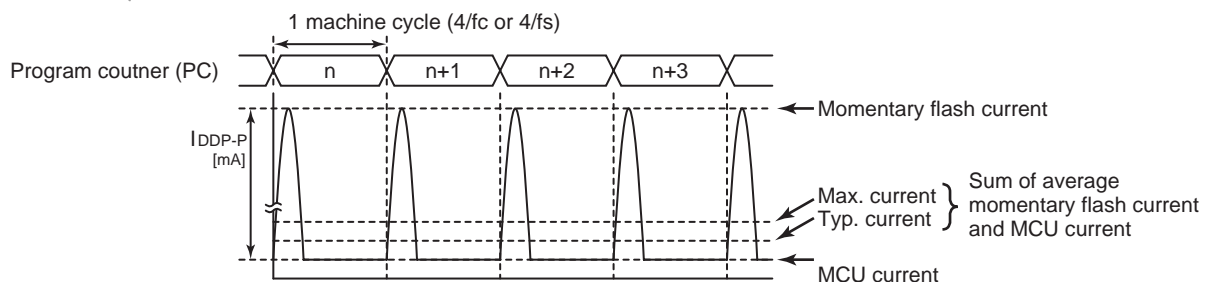 1 machine cycle (4/fc or 4/fs)
Program coutner (PC)
n
n+1
n+2
n+3
Momentary flash current
IDDP-P
[mA]
Max. current
Typ. current
Sum of average
momentary flash current
and MCU current
MCU current